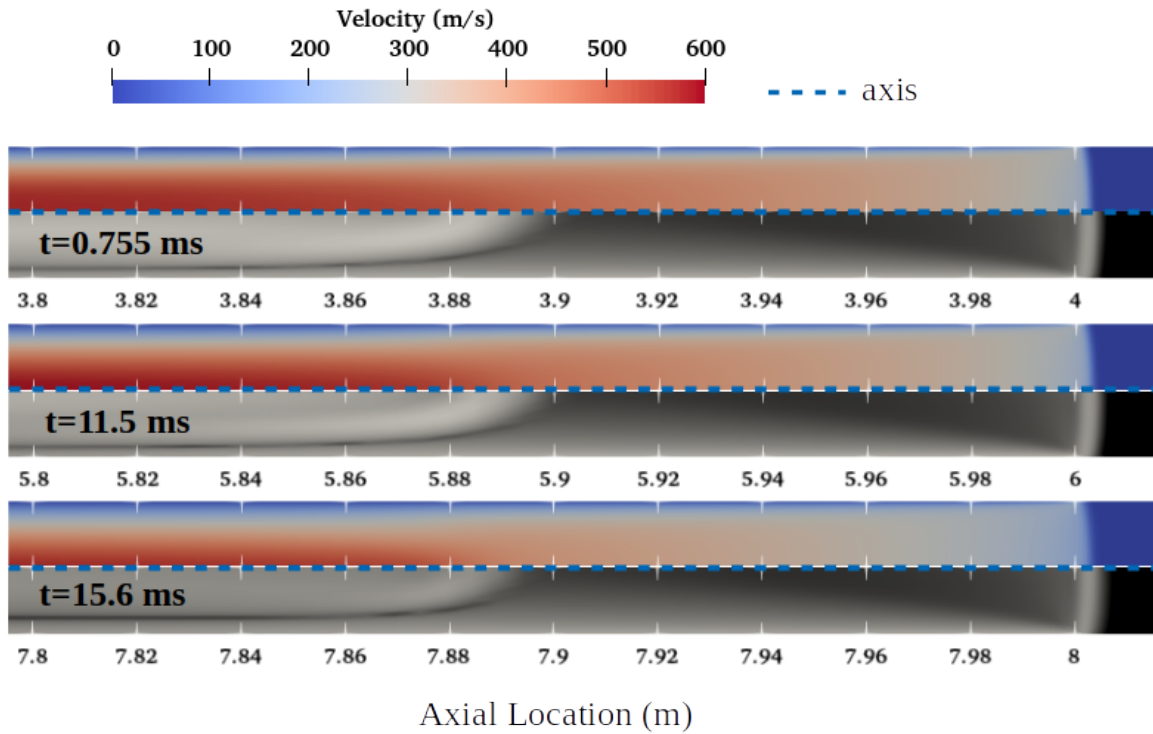 Velocity (m/s)
0 100 200 300 400 500 600
axis
t=0.755 ms
3.8 3.82 3.84 3.86 3.88 3.9 3.92 3.94 3.96 3.98 4
t=11.5 ms
5.8 5.82 5.84 5.86 5.88 5.9 5.92 5.94 5.96 5.98 6
t=15.6 ms
7.8 7.82 7.84 7.86 7.88 7.9 7.92 7.94 7.96 7.98 8
Axial Location (m)